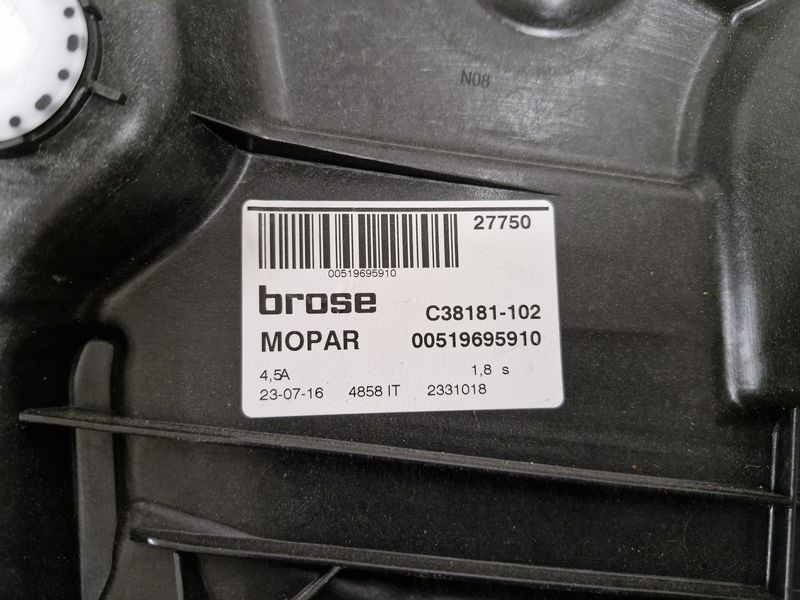 N08
27750
00519695910
brose
C38181-102
MOPAR 00519695910
4,5A 1,8 s
23-07-16 4858 IT 2331018